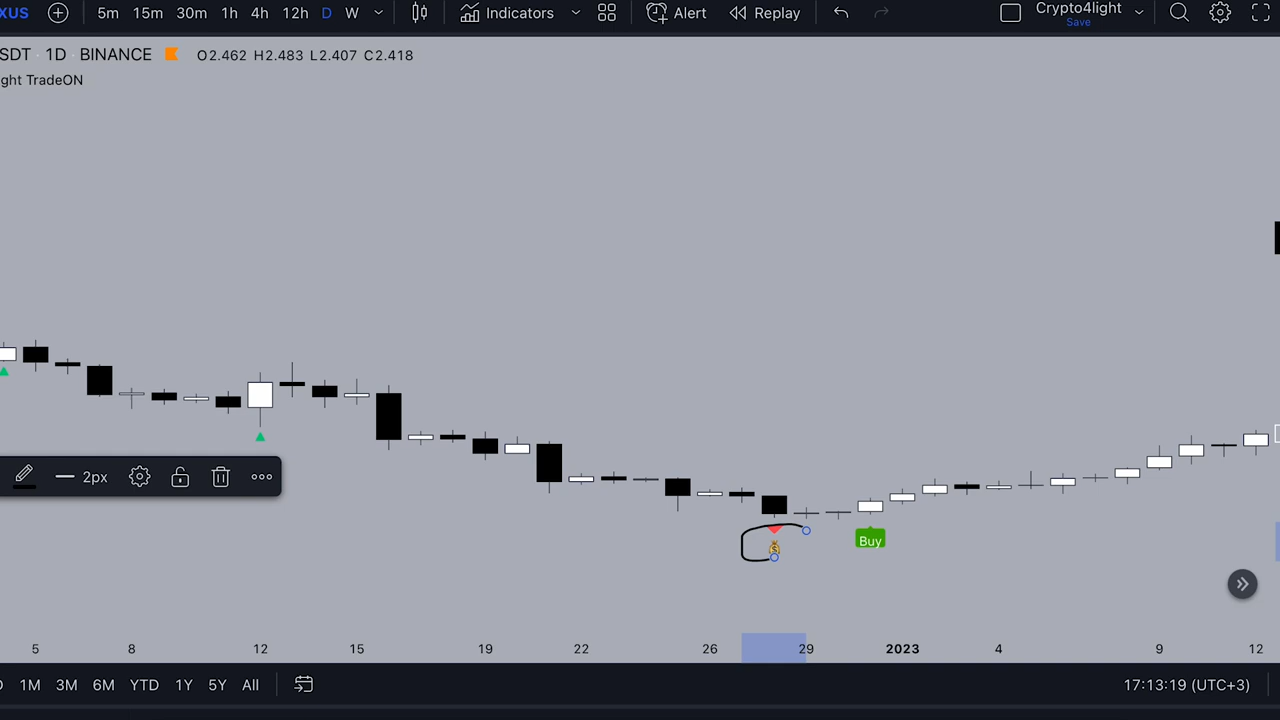 XUS 5m 15m 30m 1h 4h 12h D W Indicators Alert Replay Crypto4light
Save
SDT 1D BINANCE O2.462 H2.483 L2.407 C2.418
ght TradeON
2px
Buy
5 8 12 15 19 22 26 29 2023 4 9 12
1M 3M 6M YTD 1Y 5Y All 17:13:19 (UTC+3)